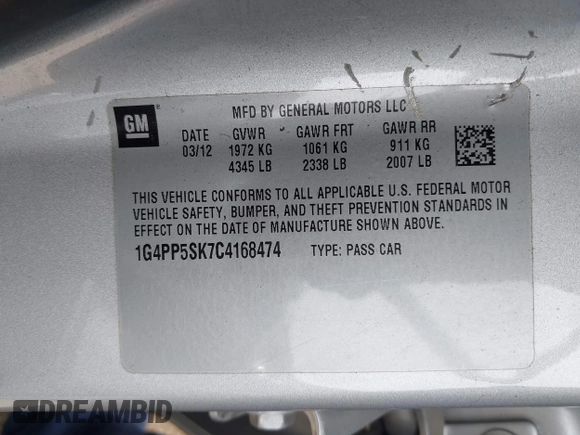 GM
MFD BY GENERAL MOTORS LLC
DATE GVWR GAWR FRT GAWR RR
03/12 1972 KG 1061 KG 911 KG
4345 LB 2338 LB 2007 LB
THIS VEHICLE CONFORMS TO ALL APPLICABLE U.S. FEDERAL MOTOR
VEHICLE SAFETY, BUMPER, AND THEFT PREVENTION STANDARDS IN
EFFECT ON THE DATE OF MANUFACTURE SHOWN ABOVE.
1G4PP5SK7C4168474 TYPE: PASS CAR
DREAMBID